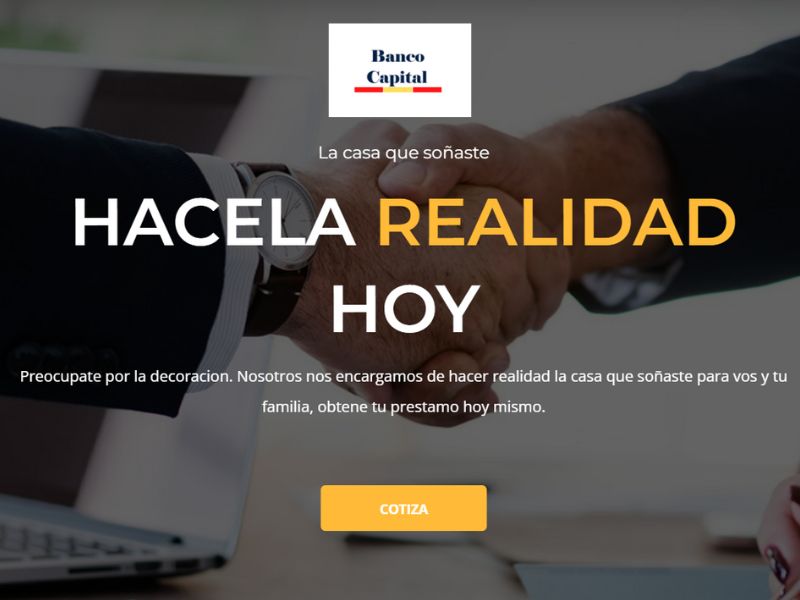 Banco
Capital
La casa que soñaste
HACELA REALIDAD
HOY
Preocupate por la decoracion. Nosotros nos encargamos de hacer realidad la casa que soñaste para vos y tu
familia, obtene tu prestamo hoy mismo.
COTIZA